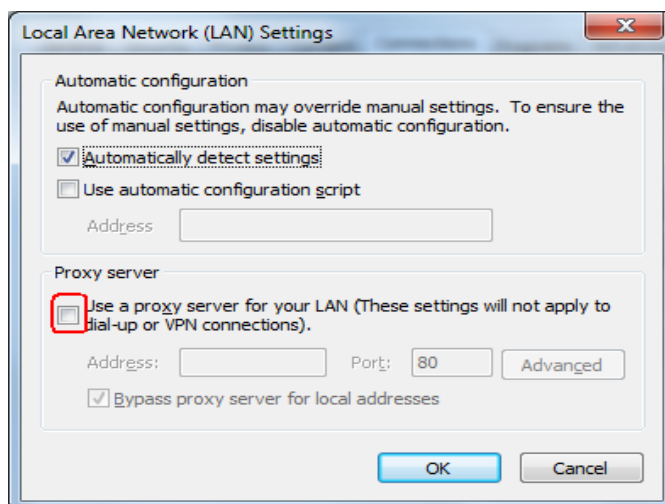 Local Area Network (LAN) Settings
Automatic configuration
Automatic configuration may override manual settings. To ensure the
use of manual settings, disable automatic configuration.
Automatically detect settings
Use automatic configuration script
Address
Proxy server
Use a proxy server for your LAN (These settings will not apply to
dial-up or VPN connections).
Address: Port: 80 Advanced
Bypass proxy server for local addresses
OK Cancel